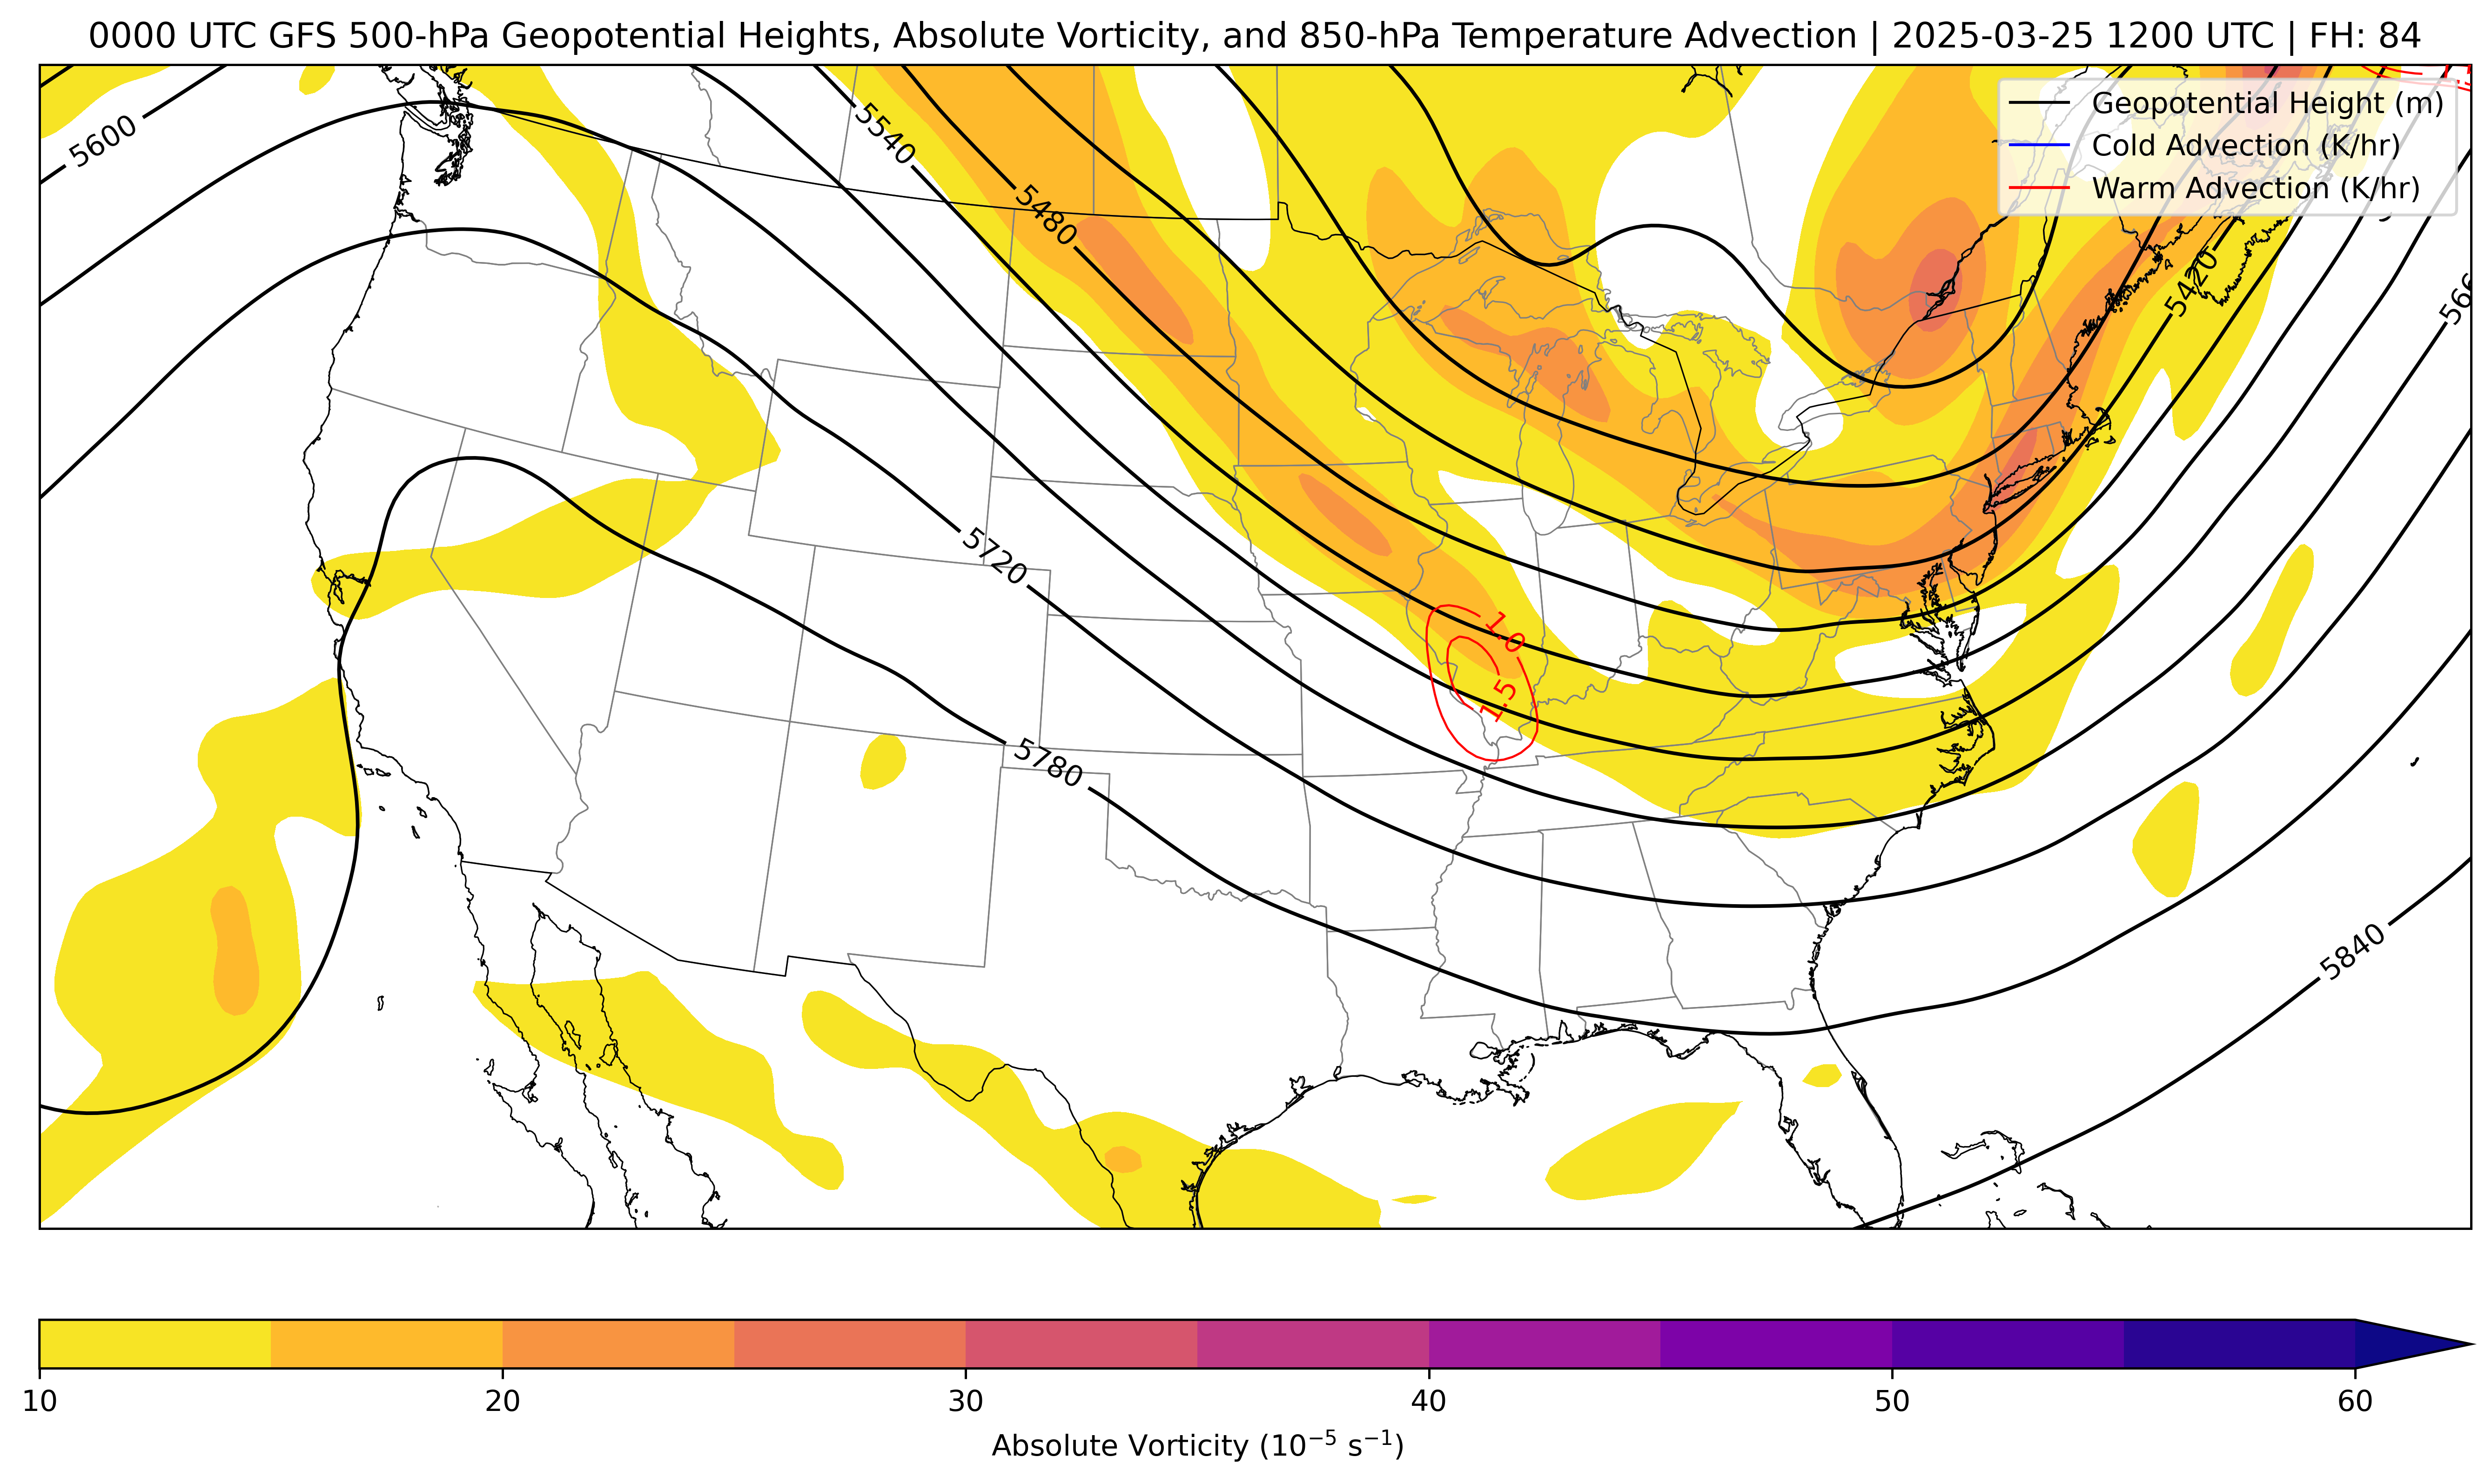 0000 UTC GFS 500-hPa Geopotential Heights, Absolute Vorticity, and 850-hPa Temperature Advection | 2025-03-25 1200 UTC | FH: 84
Geopotential Height (m)
Cold Advection (K/hr)
Warm Advection (K/hr)
5600
5540
5480
5420
566
5720
1.0
1.5
5780
5840
10 20 30 40 50 60
Absolute Vorticity (10⁻⁵ s⁻¹)